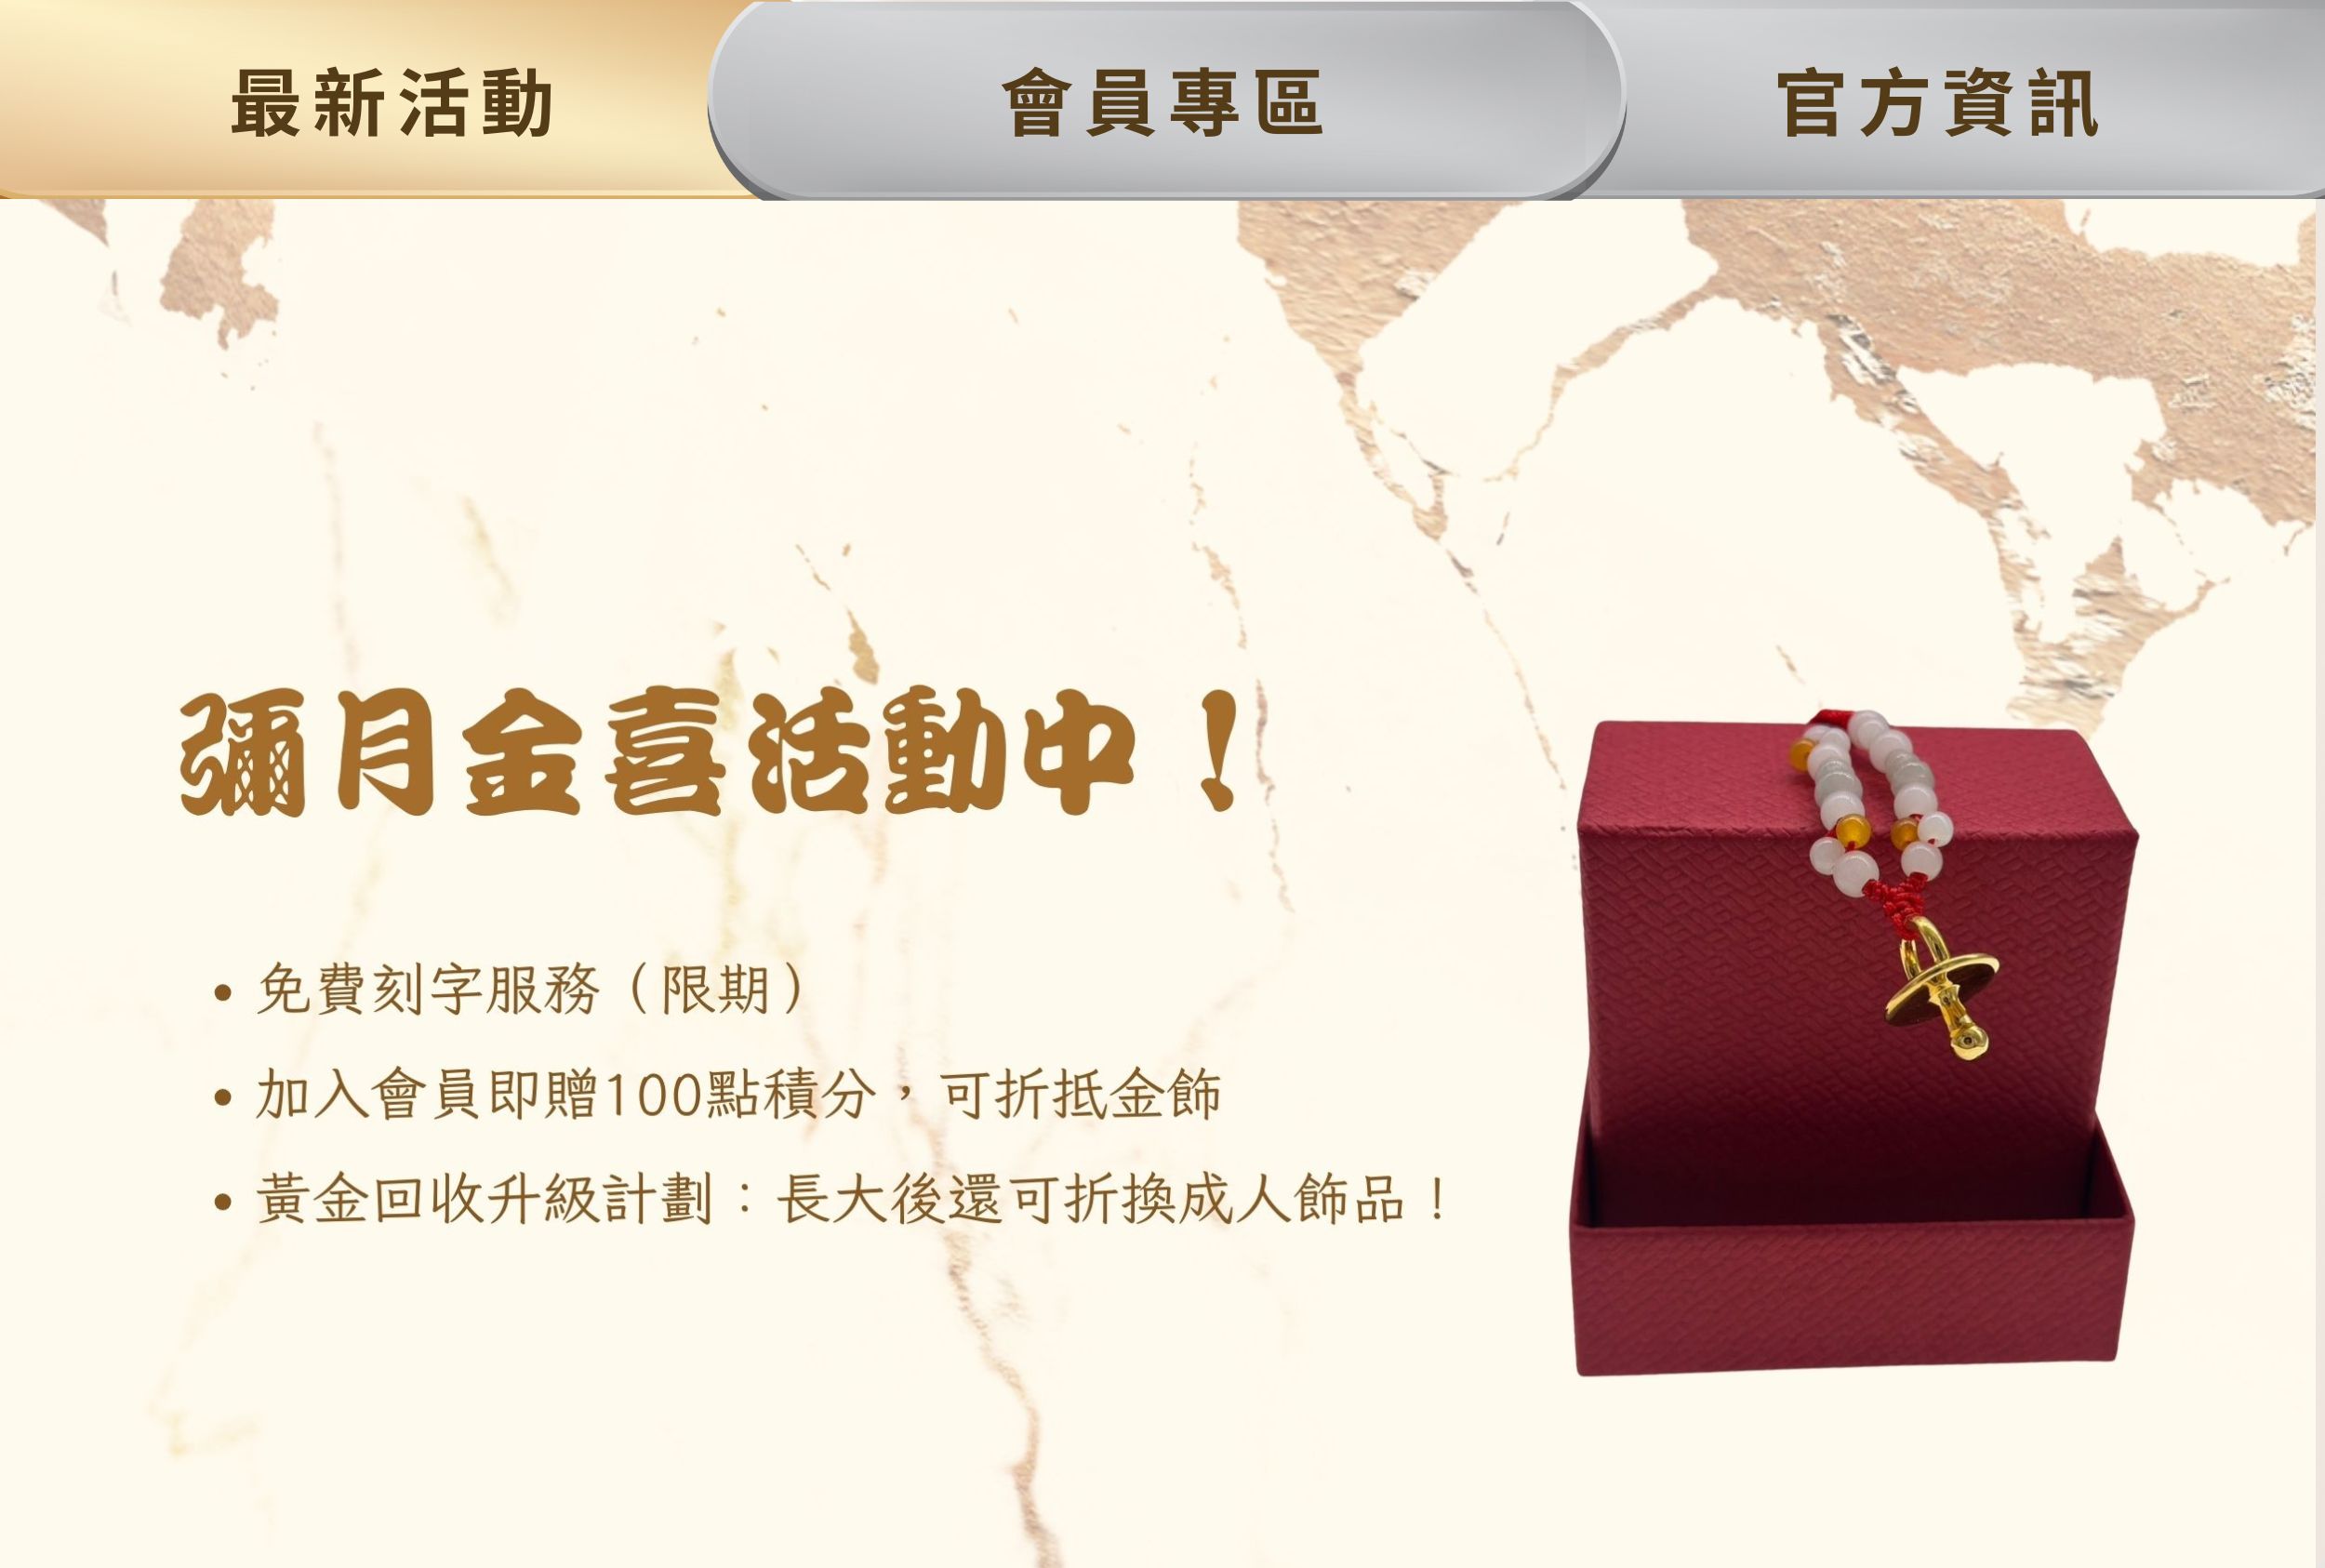 最新活動
會員專區
官方資訊
彌月金喜活動中！
• 免費刻字服務（限期）
• 加入會員即贈100點積分，可折抵金飾
• 黃金回收升級計劃：長大後還可折換成人飾品！